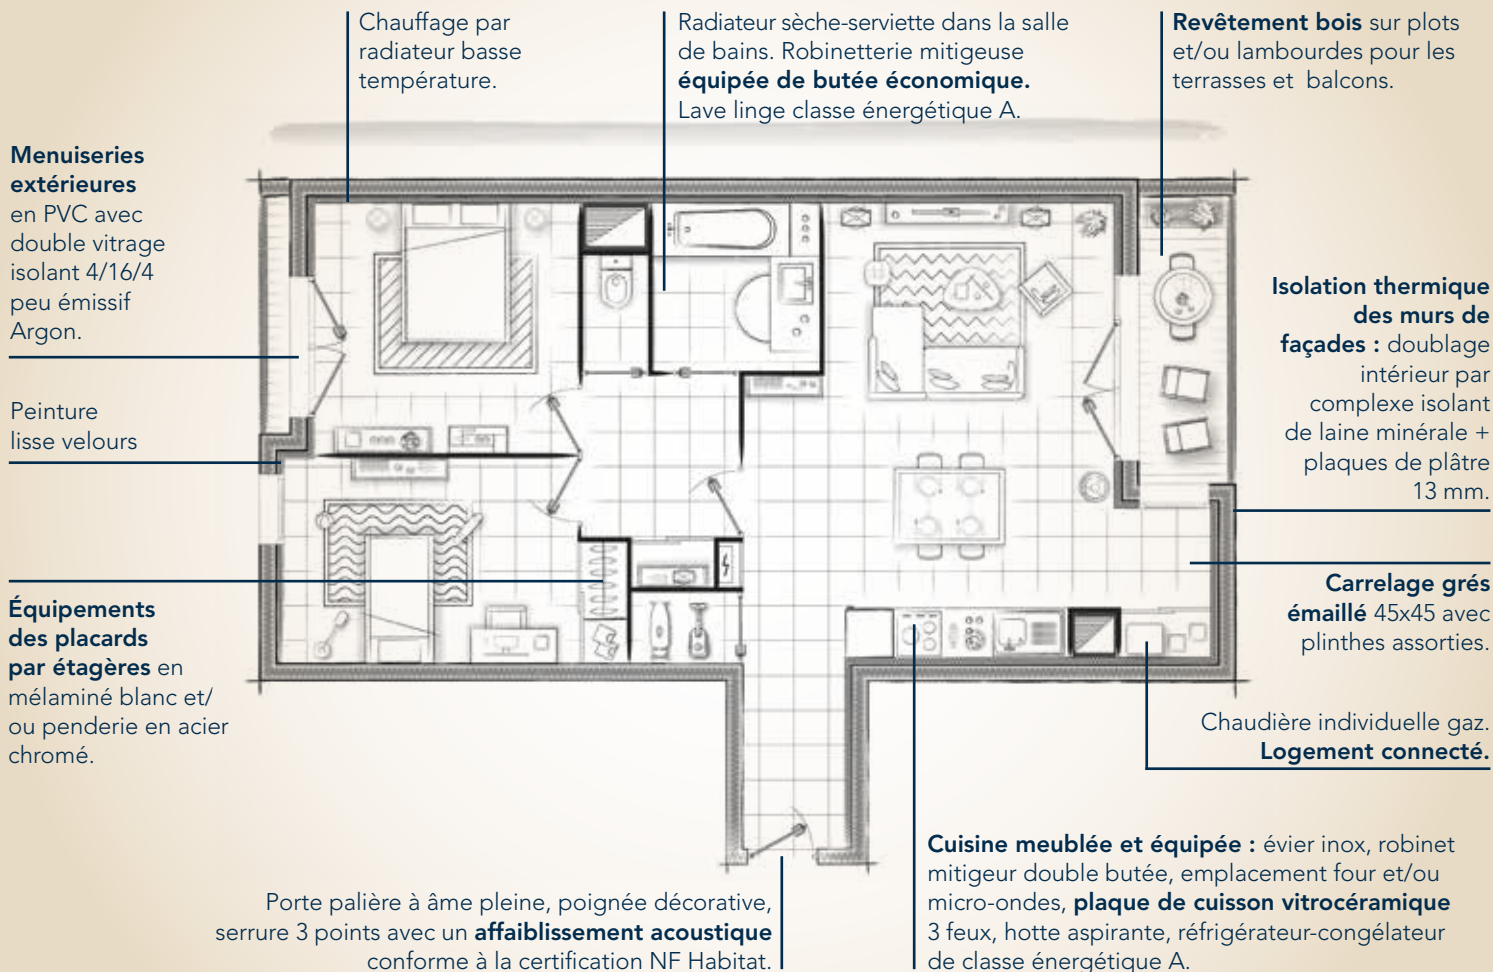 Chauffage par
radiateur basse
température.
Radiateur sèche-serviette dans la salle
de bains. Robinetterie mitigeuse
équipée de butée économique.
Lave linge classe énergétique A.
Revêtement bois sur plots
et/ou lambourdes pour les
terrasses et balcons.
Menuiseries
extérieures
en PVC avec
double vitrage
isolant 4/16/4
peu émissif
Argon.
Peinture
lisse velours
Équipements
des placards
par étagères en
mélaminé blanc et/
ou penderie en acier
chromé.
Isolation thermique
des murs de
façades : doublage
intérieur par
complexe isolant
de laine minérale +
plaques de plâtre
13 mm.
Carrelage grés
émaillé 45x45 avec
plinthes assorties.
Chaudière individuelle gaz.
Logement connecté.
Porte palière à âme pleine, poignée décorative,
serrure 3 points avec un affaiblissement acoustique
conforme à la certification NF Habitat.
Cuisine meublée et équipée : évier inox, robinet
mitigeur double butée, emplacement four et/ou
micro-ondes, plaque de cuisson vitrocéramique
3 feux, hotte aspirante, réfrigérateur-congélateur
de classe énergétique A.